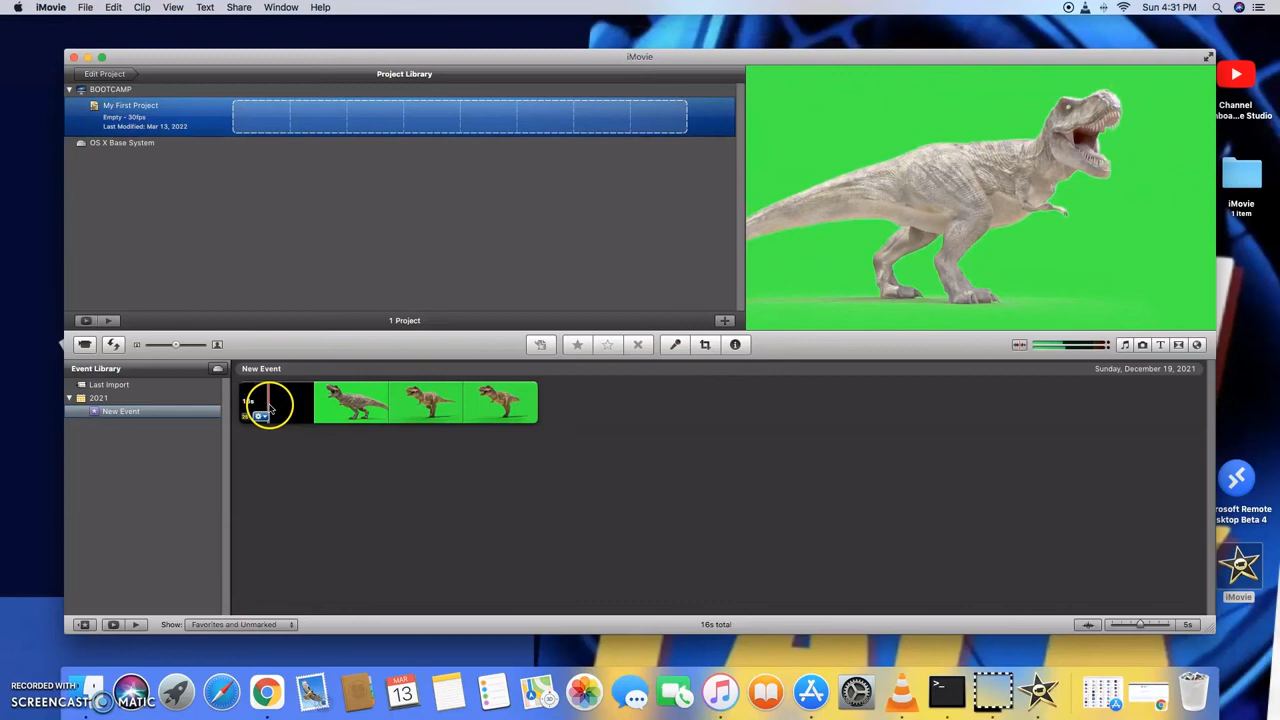 iMovie File Edit Clip View Text Share Window Help
Sun 4:31 PM
iMovie
Edit Project
Project Library
BOOTCAMP
My First Project
Empty - 30fps
Last Modified: Mar 13, 2022
OS X Base System
1 Project
Event Library
New Event
Sunday, December 19, 2021
Last Import
2021
New Event
Show: Favorites and Unmarked
16s total
5s
Channel
iMovie
1 item
iMovie
MAR
13
RECORDED WITH
SCREENCAST MATIC